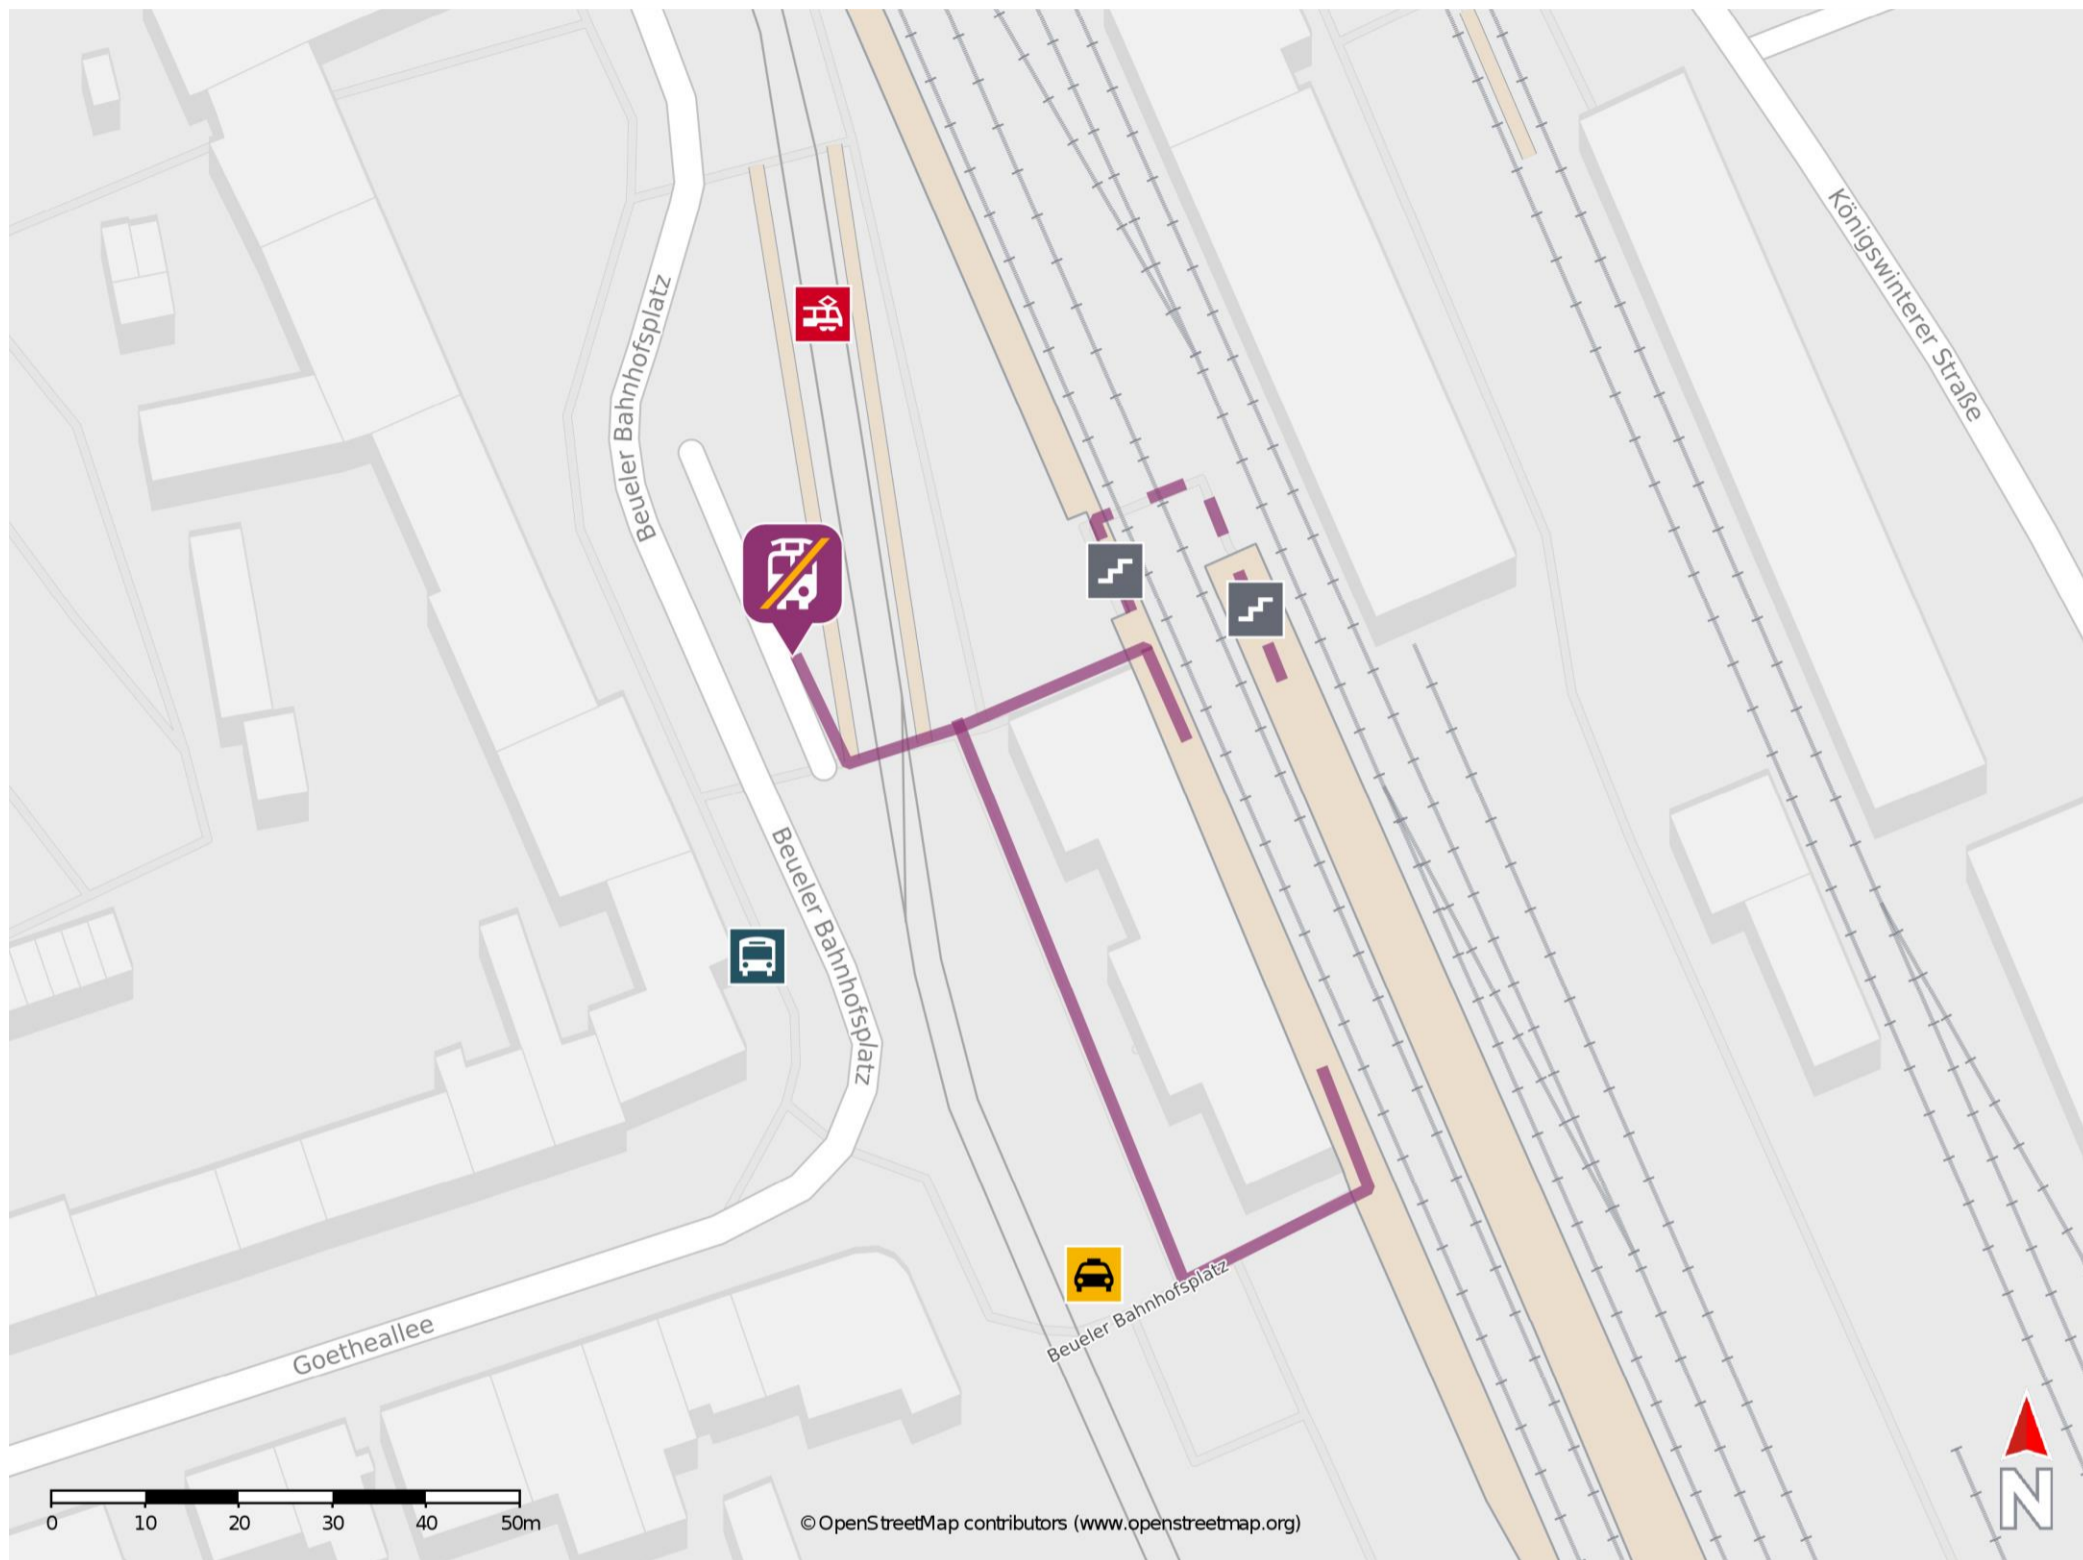 Königswinterer Straße
Beueler Bahnhofsplatz
Beueler Bahnhofsplatz
Beueler Bahnhofsplatz
Goetheallee
N
0 10 20 30 40 50m
© OpenStreetMap contributors (www.openstreetmap.org)